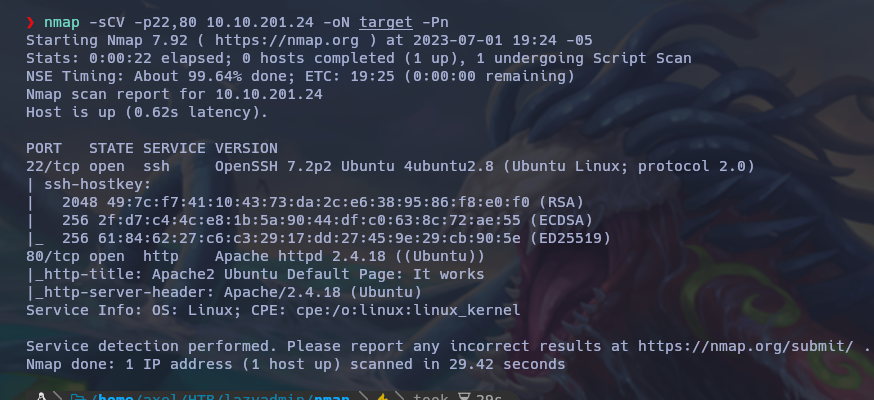 ❯ nmap -sCV -p22,80 10.10.201.24 -oN target -Pn
Starting Nmap 7.92 ( https://nmap.org ) at 2023-07-01 19:24 -05
Stats: 0:00:22 elapsed; 0 hosts completed (1 up), 1 undergoing Script Scan
NSE Timing: About 99.64% done; ETC: 19:25 (0:00:00 remaining)
Nmap scan report for 10.10.201.24
Host is up (0.62s latency).
PORT   STATE SERVICE VERSION
22/tcp open  ssh     OpenSSH 7.2p2 Ubuntu 4ubuntu2.8 (Ubuntu Linux; protocol 2.0)
| ssh-hostkey:
|   2048 49:7c:f7:41:10:43:73:da:2c:e6:38:95:86:f8:e0:f0 (RSA)
|   256 2f:d7:c4:4c:e8:1b:5a:90:44:df:c0:63:8c:72:ae:55 (ECDSA)
|_  256 61:84:62:27:c6:c3:29:17:dd:27:45:9e:29:cb:90:5e (ED25519)
80/tcp open  http    Apache httpd 2.4.18 ((Ubuntu))
|_http-title: Apache2 Ubuntu Default Page: It works
|_http-server-header: Apache/2.4.18 (Ubuntu)
Service Info: OS: Linux; CPE: cpe:/o:linux:linux_kernel
Service detection performed. Please report any incorrect results at https://nmap.org/submit/ .
Nmap done: 1 IP address (1 host up) scanned in 29.42 seconds
/home/axel/HTB/lazyadmin/nmap took 29s